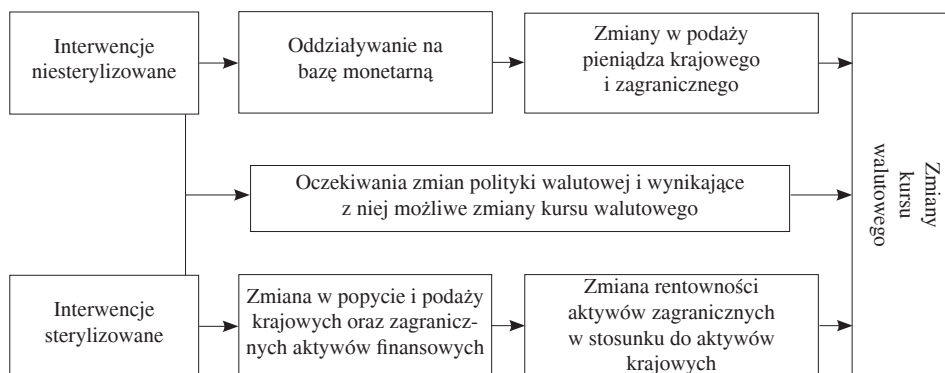 Interwencje
niesterylizowane
Oddziaływanie na
bazę monetarną
Zmiany w podaży
pieniądza krajowego
i zagranicznego
Oczekiwania zmian polityki walutowej i wynikające
z niej możliwe zmiany kursu walutowego
Interwencje
sterylizowane
Zmiana w popycie i podaży
krajowych oraz zagranicz-
nych aktywów finansowych
Zmiana rentowności
aktywów zagranicznych
w stosunku do aktywów
krajowych
Zmiany
kursu
walutowego